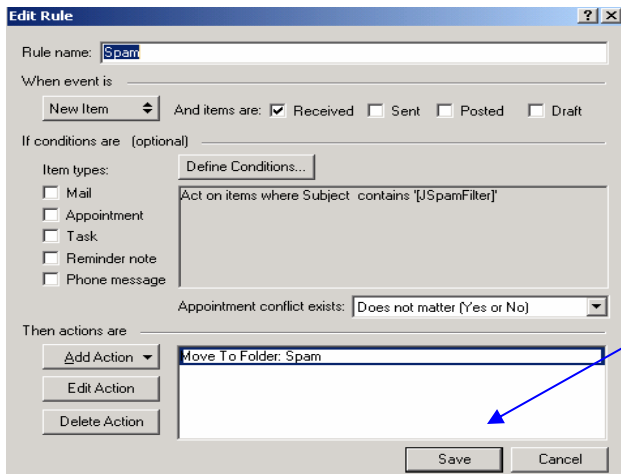 Edit Rule
Rule name: Spam
When event is
New Item And items are: Received Sent Posted Draft
If conditions are (optional)
Item types: Define Conditions...
Mail
Appointment
Task
Reminder note
Phone message
Act on items where Subject contains '[JSpamFilter]'
Appointment conflict exists: Does not matter (Yes or No)
Then actions are
Add Action
Edit Action
Delete Action
Move To Folder: Spam
Save Cancel